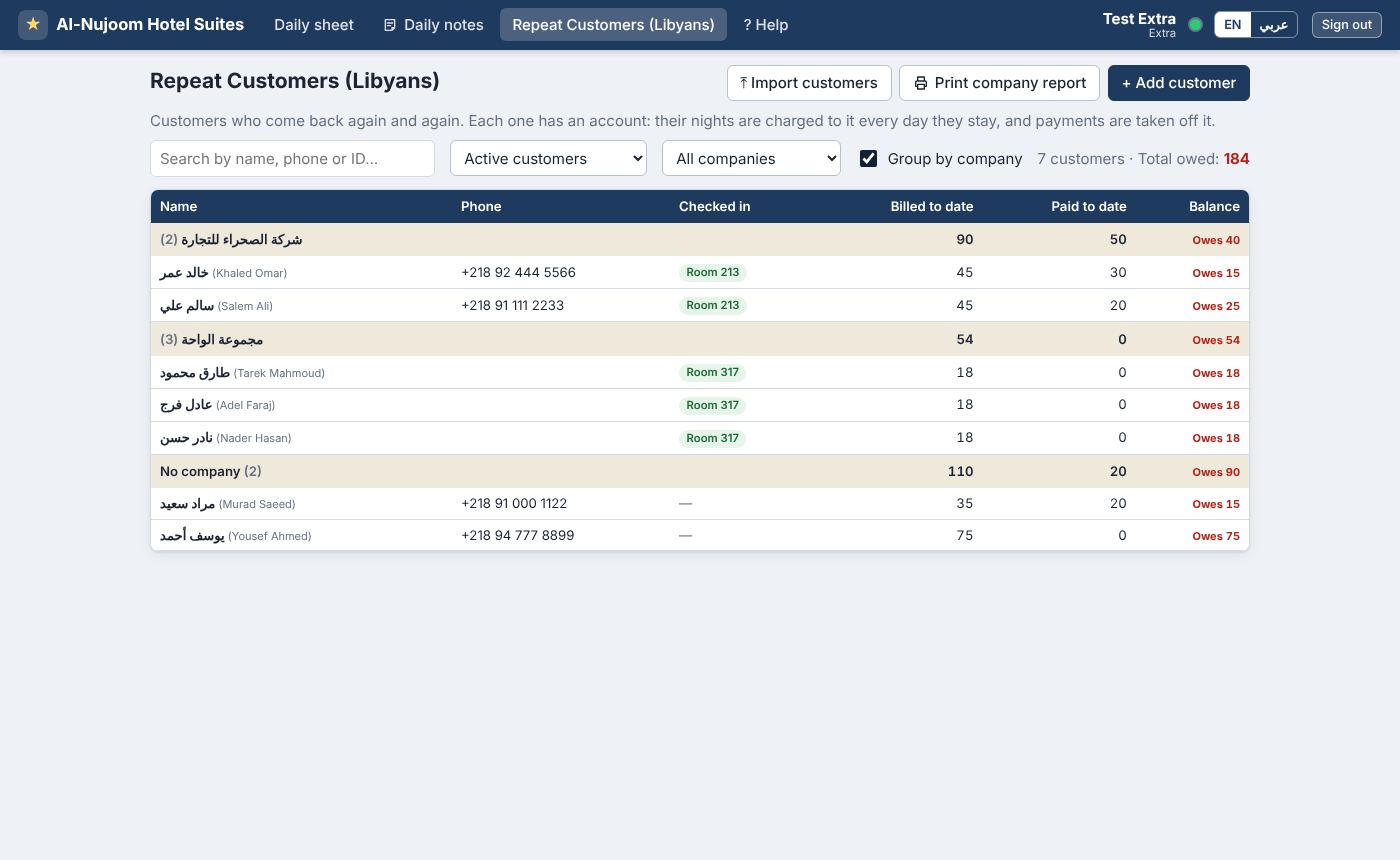 ★ Al-Nujoom Hotel Suites Daily sheet Daily notes Repeat Customers (Libyans) ? Help Test Extra Extra EN عربي Sign out
Repeat Customers (Libyans) ⤒ Import customers Print company report + Add customer
Customers who come back again and again. Each one has an account: their nights are charged to it every day they stay, and payments are taken off it.
Search by name, phone or ID... Active customers All companies Group by company 7 customers · Total owed: 184
Name Phone Checked in Billed to date Paid to date Balance
شركة الصحراء للتجارة (2) 90 50 Owes 40
خالد عمر (Khaled Omar) +218 92 444 5566 Room 213 45 30 Owes 15
سالم علي (Salem Ali) +218 91 111 2233 Room 213 45 20 Owes 25
مجموعة الواحة (3) 54 0 Owes 54
طارق محمود (Tarek Mahmoud) Room 317 18 0 Owes 18
عادل فرج (Adel Faraj) Room 317 18 0 Owes 18
نادر حسن (Nader Hasan) Room 317 18 0 Owes 18
No company (2) 110 20 Owes 90
مراد سعيد (Murad Saeed) +218 91 000 1122 — 35 20 Owes 15
يوسف أحمد (Yousef Ahmed) +218 94 777 8899 — 75 0 Owes 75